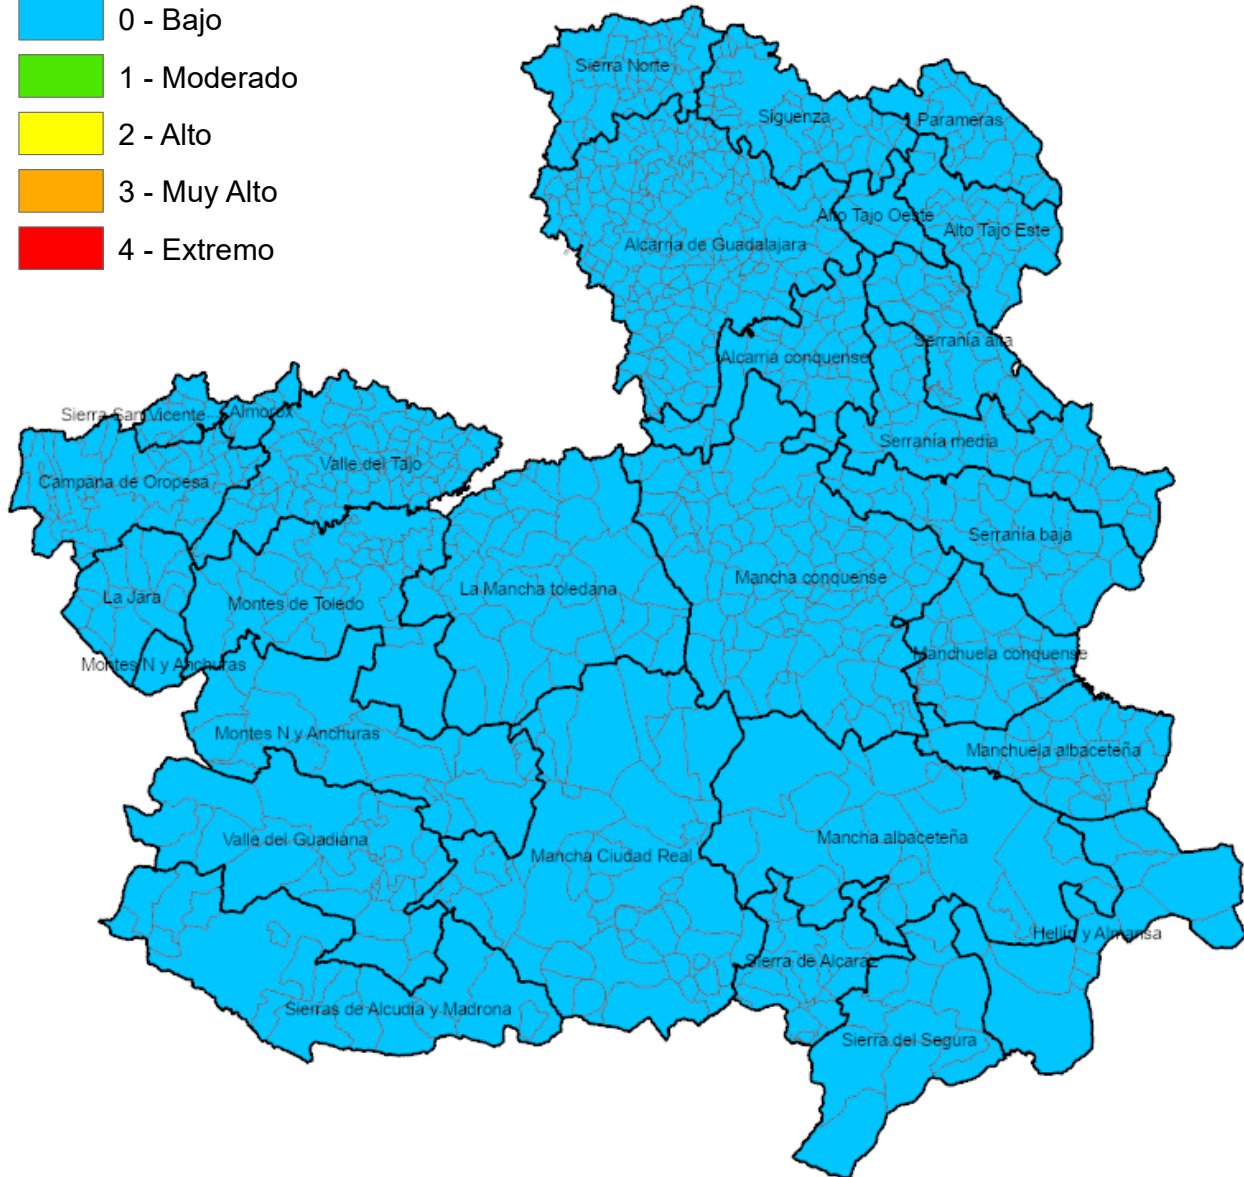 0 - Bajo
1 - Moderado
2 - Alto
3 - Muy Alto
4 - Extremo
Sierra Norte
Siguenza
Parameras
Alto Tajo Oeste
Alto Tajo Este
Alcarria de Guadalajara
Serranía alta
Alcarria conquense
Sierra San Vicente
Almorox
Serranía media
Valle del Tajo
Campana de Oropesa
Serranía baja
Mancha conquense
La Mancha toledana
La Jara
Montes de Toledo
Manchuela conquense
Montes N y Anchuras
Montes N y Anchuras
Manchuela albaceteña
Valle del Guadiana
Mancha albaceteña
Mancha Ciudad Real
Hellín y Almansa
Sierra de Alcaraz
Sierras de Alcudia y Madrona
Sierra del Segura